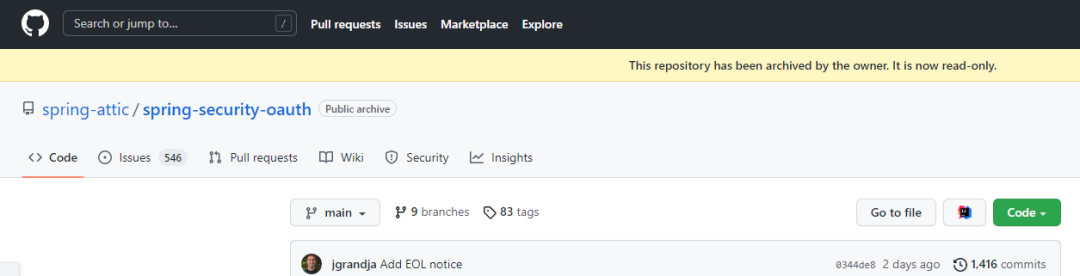 Search or jump to... / Pull requests Issues Marketplace Explore
This repository has been archived by the owner. It is now read-only.
spring-attic / spring-security-oauth Public archive
<> Code Issues 546 Pull requests Wiki Security Insights
main 9 branches 83 tags Go to file Code
jgrandja Add EOL notice 0344de8 2 days ago 1,416 commits